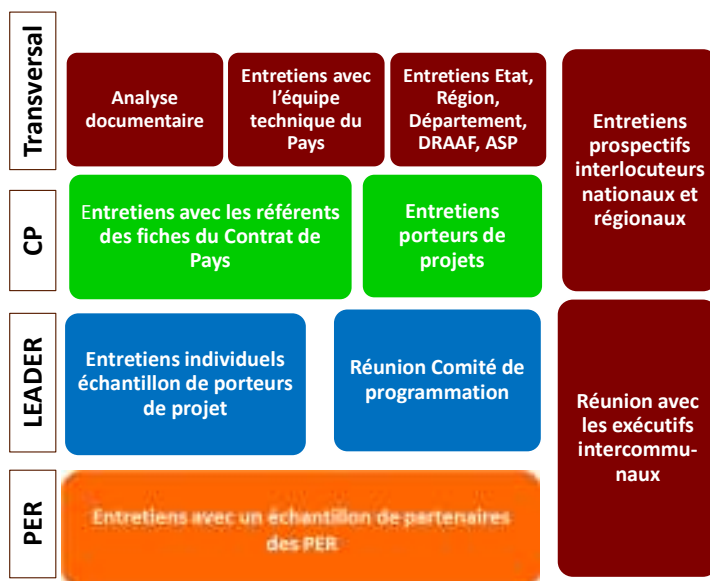 Transversal
Analyse
documentaire
Entretiens avec
l'équipe
technique du
Pays
Entretiens Etat,
Région,
Département,
DRAAF, ASP
Entretiens
prospectifs
interlocuteurs
nationaux et
régionaux
CP
Entretiens avec les référents
des fiches du Contrat de
Pays
Entretiens
porteurs de
projets
LEADER
Entretiens individuels
échantillon de porteurs
de projet
Réunion Comité de
programmation
Réunion avec
les exécutifs
intercommu-
naux
PER
Entretiens avec un échantillon de partenaires
des PER